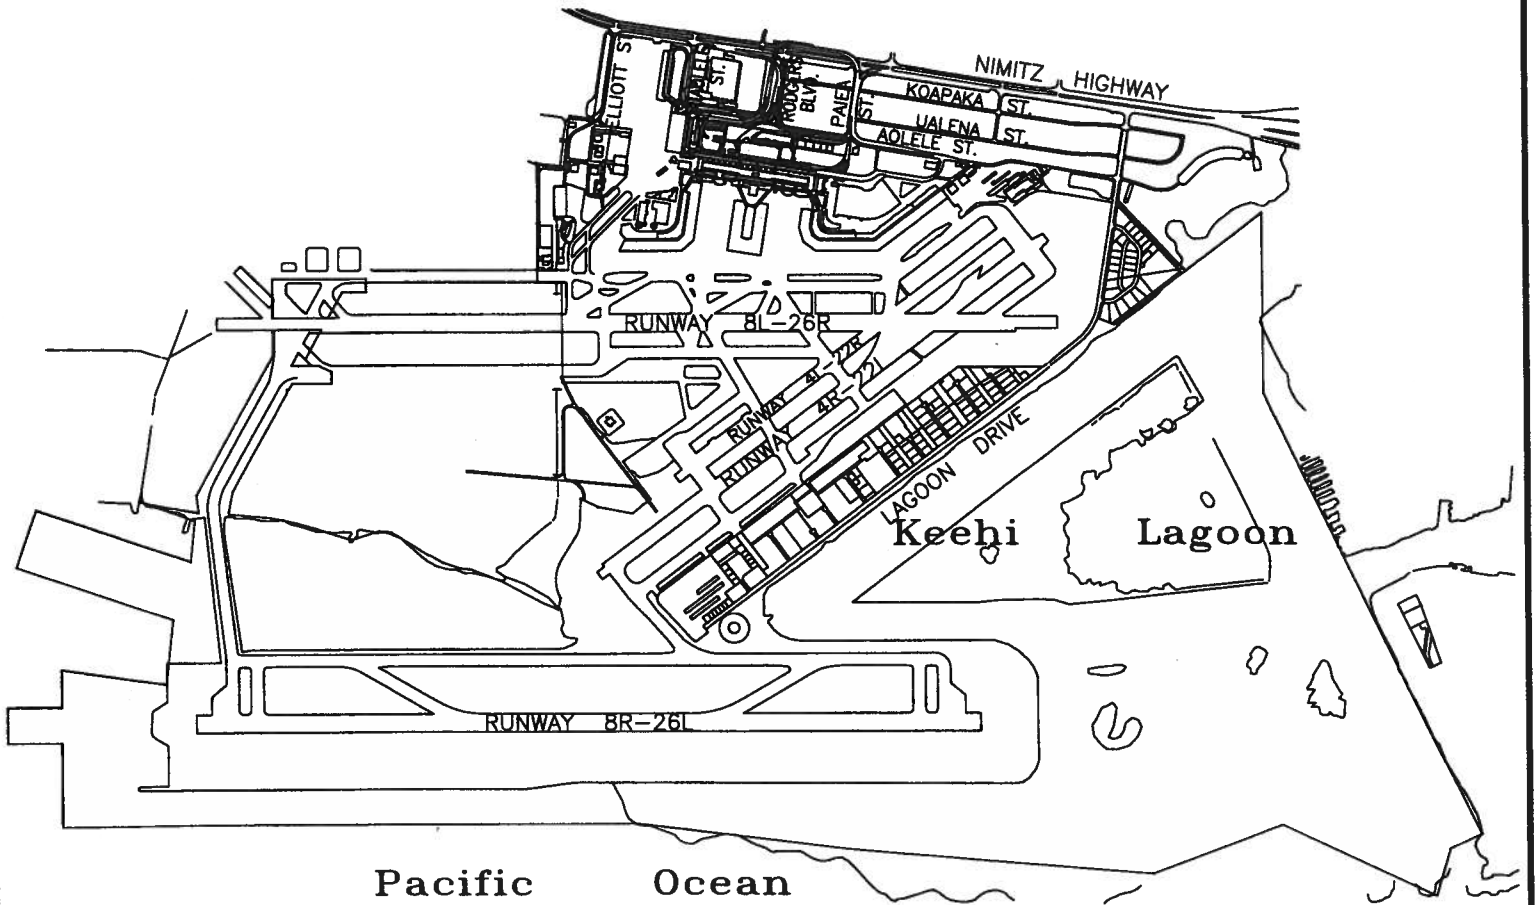 NIMITZ HIGHWAY
ELLIOTT S
ST.
RODGERS
BLVD.
PAIEA
ST.
KOAPAKA ST.
UALENA ST.
AOLELE ST.
RUNWAY 8L-26R
RUNWAY 4L-22R
RUNWAY 4R-22L
LAGOON DRIVE
Keehi Lagoon
RUNWAY 8R-26L
Pacific Ocean